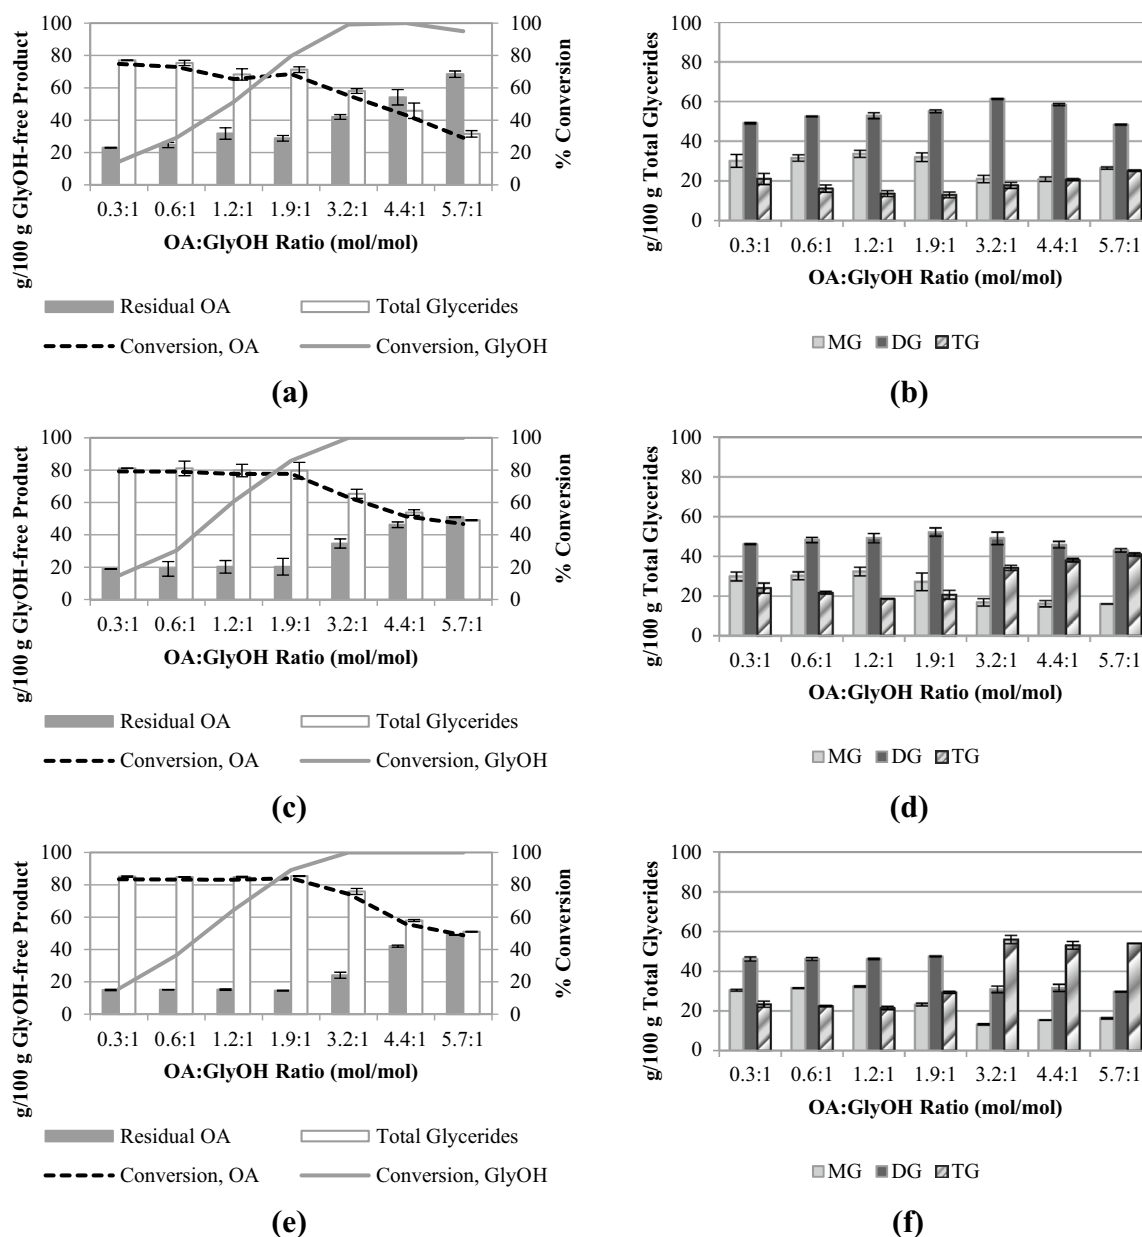 g/100 g GlyOH-free Product
100
80
60
40
20
0
100
80
60
40
20
0
% Conversion
0.3:1 0.6:1 1.2:1 1.9:1 3.2:1 4.4:1 5.7:1
OA:GlyOH Ratio (mol/mol)
Residual OA Total Glycerides
Conversion, OA Conversion, GlyOH
(a)
g/100 g Total Glycerides
100
80
60
40
20
0
0.3:1 0.6:1 1.2:1 1.9:1 3.2:1 4.4:1 5.7:1
OA:GlyOH Ratio (mol/mol)
MG DG TG
(b)
g/100 g GlyOH-free Product
100
80
60
40
20
0
100
80
60
40
20
0
% Conversion
0.3:1 0.6:1 1.2:1 1.9:1 3.2:1 4.4:1 5.7:1
OA:GlyOH Ratio (mol/mol)
Residual OA Total Glycerides
Conversion, OA Conversion, GlyOH
(c)
g/100 g Total Glycerides
100
80
60
40
20
0
0.3:1 0.6:1 1.2:1 1.9:1 3.2:1 4.4:1 5.7:1
OA:GlyOH Ratio (mol/mol)
MG DG TG
(d)
g/100 g GlyOH-free Product
100
80
60
40
20
0
100
80
60
40
20
0
% Conversion
0.3:1 0.6:1 1.2:1 1.9:1 3.2:1 4.4:1 5.7:1
OA:GlyOH Ratio (mol/mol)
Residual OA Total Glycerides
Conversion, OA Conversion, GlyOH
(e)
g/100 g Total Glycerides
100
80
60
40
20
0
0.3:1 0.6:1 1.2:1 1.9:1 3.2:1 4.4:1 5.7:1
OA:GlyOH Ratio (mol/mol)
MG DG TG
(f)